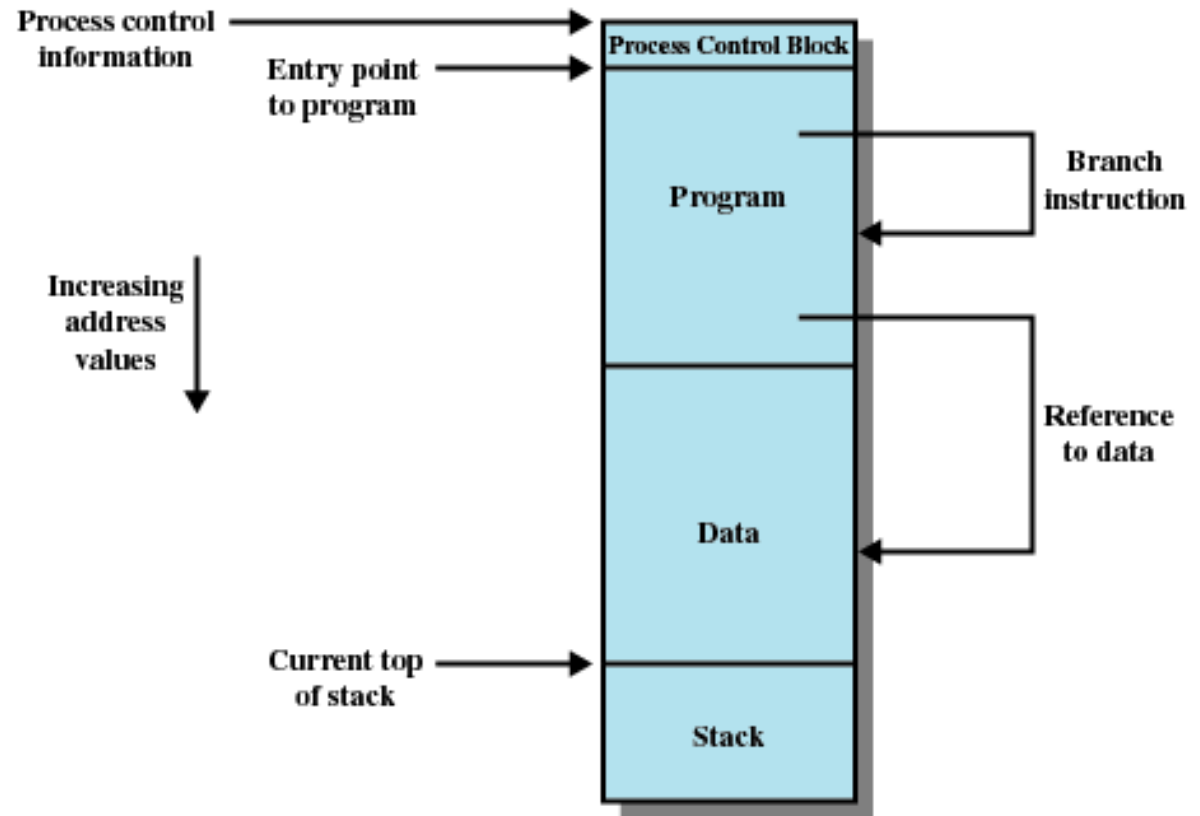 Process control
information
Process Control Block
Entry point
to program
Branch
instruction
Program
Increasing
address
values
Reference
to data
Data
Current top
of stack
Stack